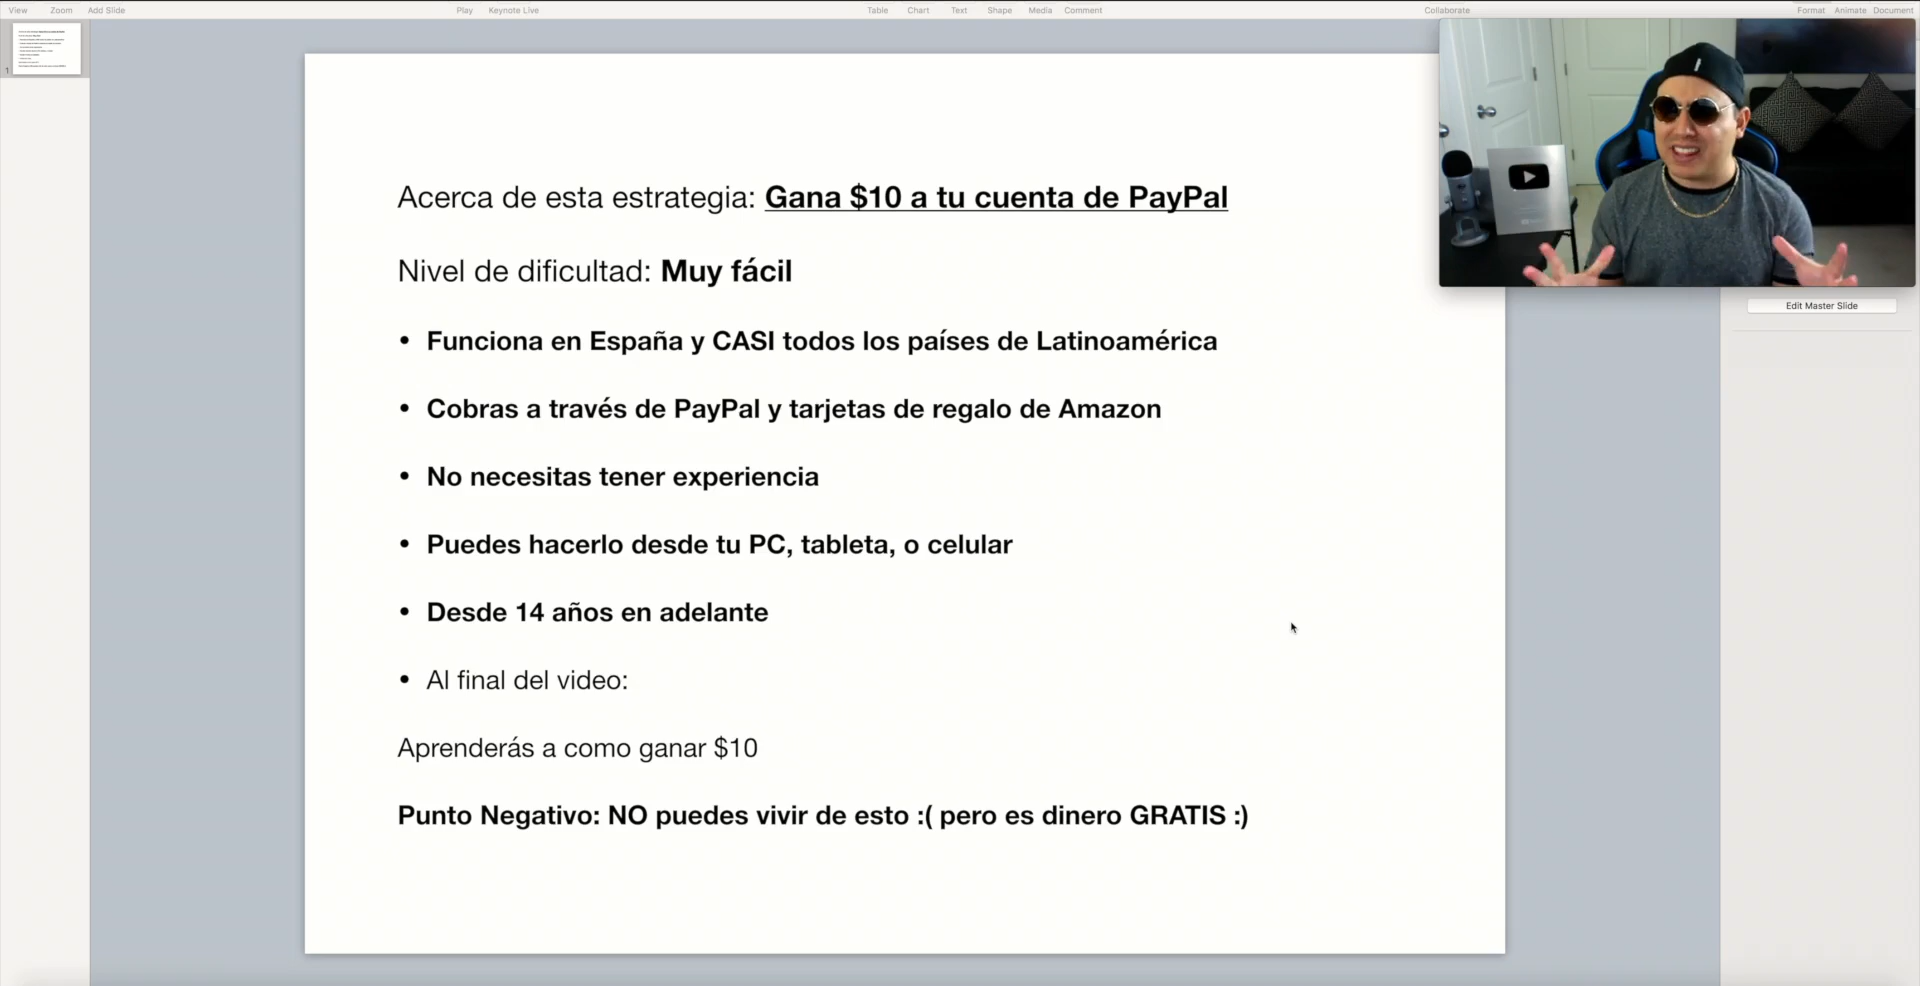 View Zoom Add Slide Play Keynote Live Table Chart Text Shape Media Comment Collaborate Format Animate Document
1
Edit Master Slide
Acerca de esta estrategia: Gana $10 a tu cuenta de PayPal
Nivel de dificultad: Muy fácil
• Funciona en España y CASI todos los países de Latinoamérica
• Cobras a través de PayPal y tarjetas de regalo de Amazon
• No necesitas tener experiencia
• Puedes hacerlo desde tu PC, tableta, o celular
• Desde 14 años en adelante
• Al final del video:
Aprenderás a como ganar $10
Punto Negativo: NO puedes vivir de esto :( pero es dinero GRATIS :)